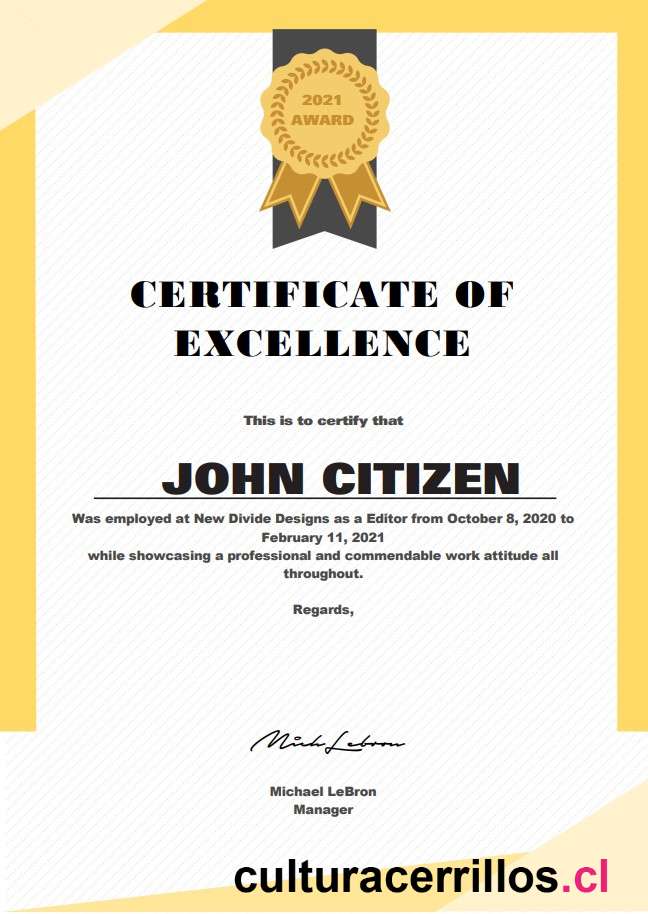 2021
AWARD
CERTIFICATE OF
EXCELLENCE
This is to certify that
JOHN CITIZEN
Was employed at New Divide Designs as a Editor from October 8, 2020 to
February 11, 2021
while showcasing a professional and commendable work attitude all
throughout.
Regards,
Mich Lebron
Michael LeBron
Manager
culturacerrillos.cl